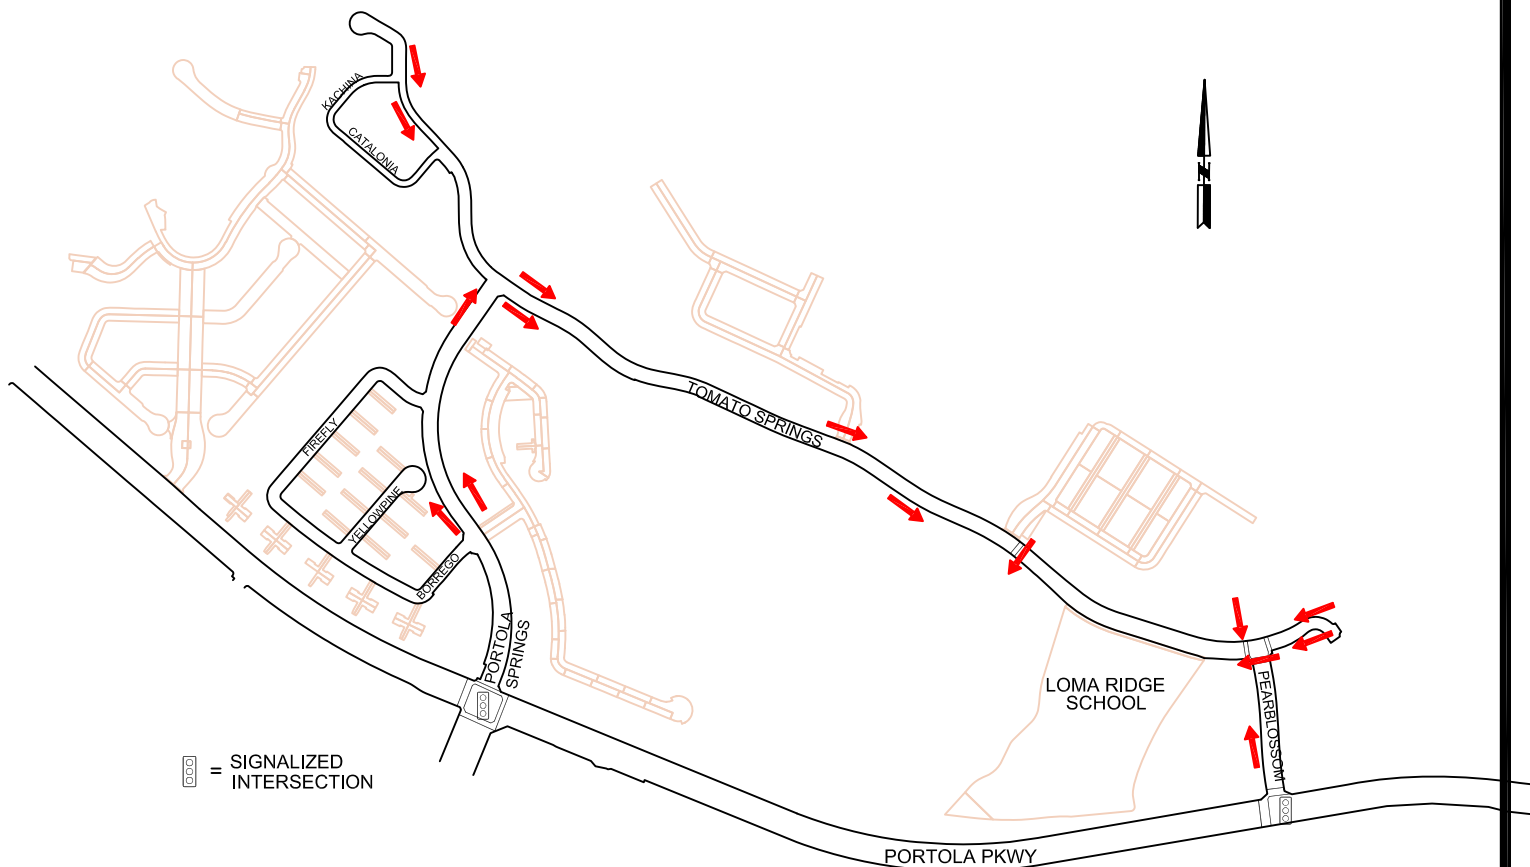 KACHINA
CATALONIA
N
TOMATO SPRINGS
FIREFLY
YELLOWPINE
BORREGO
PORTOLA
SPRINGS
LOMA RIDGE
SCHOOL
PEARBLOSSOM
= SIGNALIZED
INTERSECTION
PORTOLA PKWY